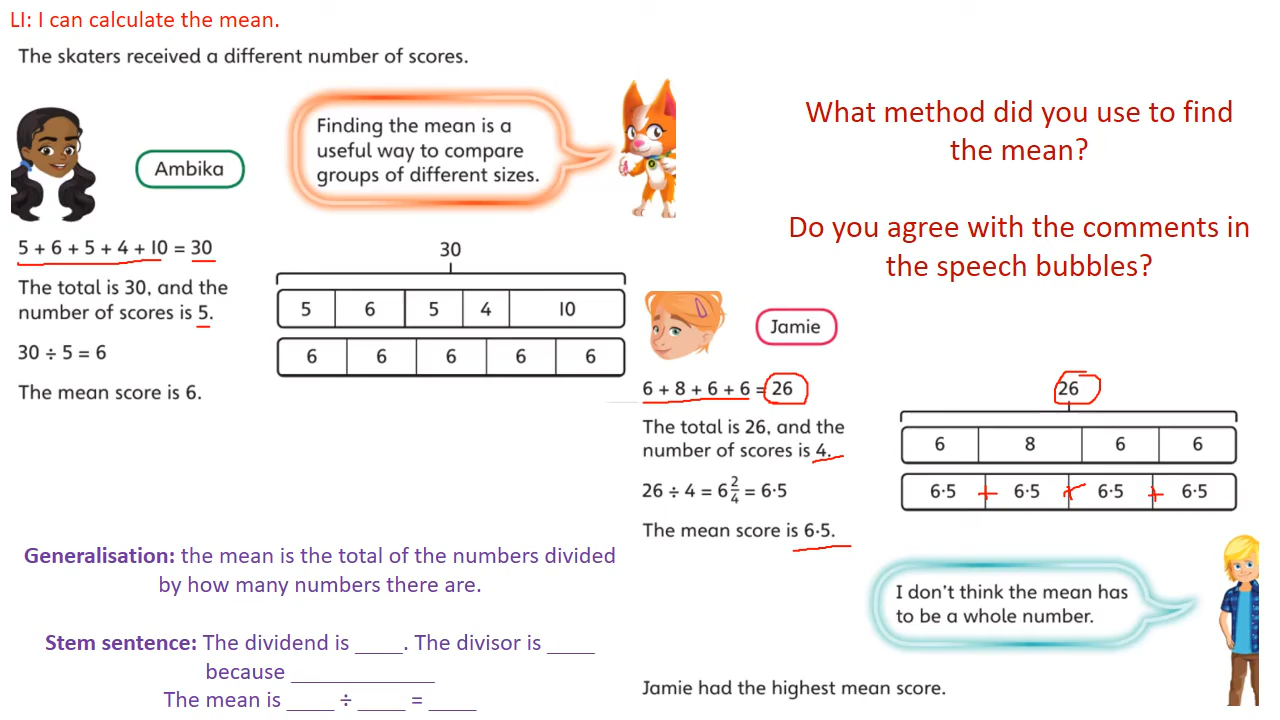 LI: I can calculate the mean.
The skaters received a different number of scores.
Ambika
Finding the mean is a
useful way to compare
groups of different sizes.
5 + 6 + 5 + 4 + 10 = 30
The total is 30, and the
number of scores is 5.
30 ÷ 5 = 6
The mean score is 6.
30
5 6 5 4 10
6 6 6 6 6
What method did you use to find
the mean?
Do you agree with the comments in
the speech bubbles?
Jamie
6 + 8 + 6 + 6 = 26
The total is 26, and the
number of scores is 4.
26 ÷ 4 = 6 2/4 = 6·5
The mean score is 6·5.
26
6 8 6 6
6·5 + 6·5 + 6·5 + 6·5
I don't think the mean has
to be a whole number.
Jamie had the highest mean score.
Generalisation: the mean is the total of the numbers divided
by how many numbers there are.
Stem sentence: The dividend is ____. The divisor is ____
because ____________
The mean is ____ ÷ ____ = ____